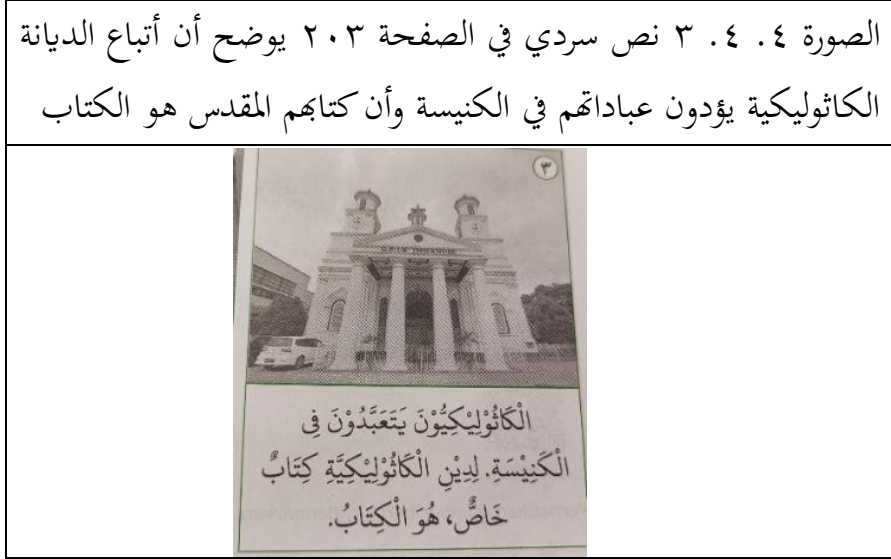 الصورة ٤. ٤. ٣ نص سردي في الصفحة ٢٠٣ يوضح أن أتباع الديانة
الكاثوليكية يؤدون عباداتهم في الكنيسة وأن كتابهم المقدس هو الكتاب
٣
الْكَاثُوْلِيْكِيُّوْنَ يَتَعَبَّدُوْنَ فِى
الْكَنِيْسَةِ. لِدِيْنِ الْكَاثُوْلِيْكِيَّةِ كِتَابٌ
خَاصٌّ، هُوَ الْكِتَابُ.